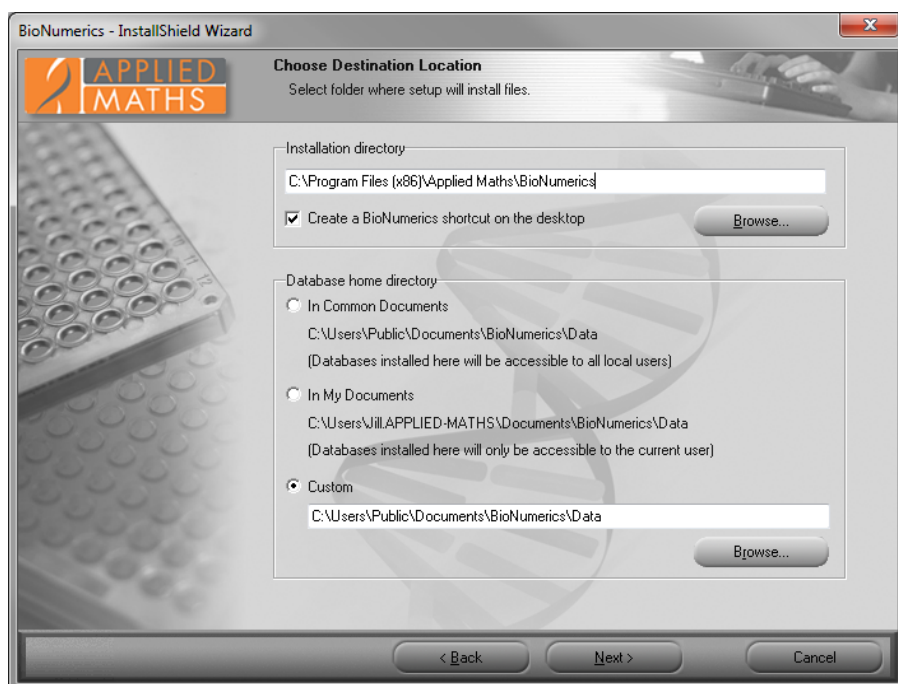 BioNumerics - InstallShield Wizard
APPLIED
MATHS
Choose Destination Location
Select folder where setup will install files.
Installation directory
C:\Program Files (x86)\Applied Maths\BioNumerics
Create a BioNumerics shortcut on the desktop
Browse...
Database home directory
In Common Documents
C:\Users\Public\Documents\BioNumerics\Data
(Databases installed here will be accessible to all local users)
In My Documents
C:\Users\Jill.APPLIED-MATHS\Documents\BioNumerics\Data
(Databases installed here will only be accessible to the current user)
Custom
C:\Users\Public\Documents\BioNumerics\Data
Browse...
< Back
Next >
Cancel